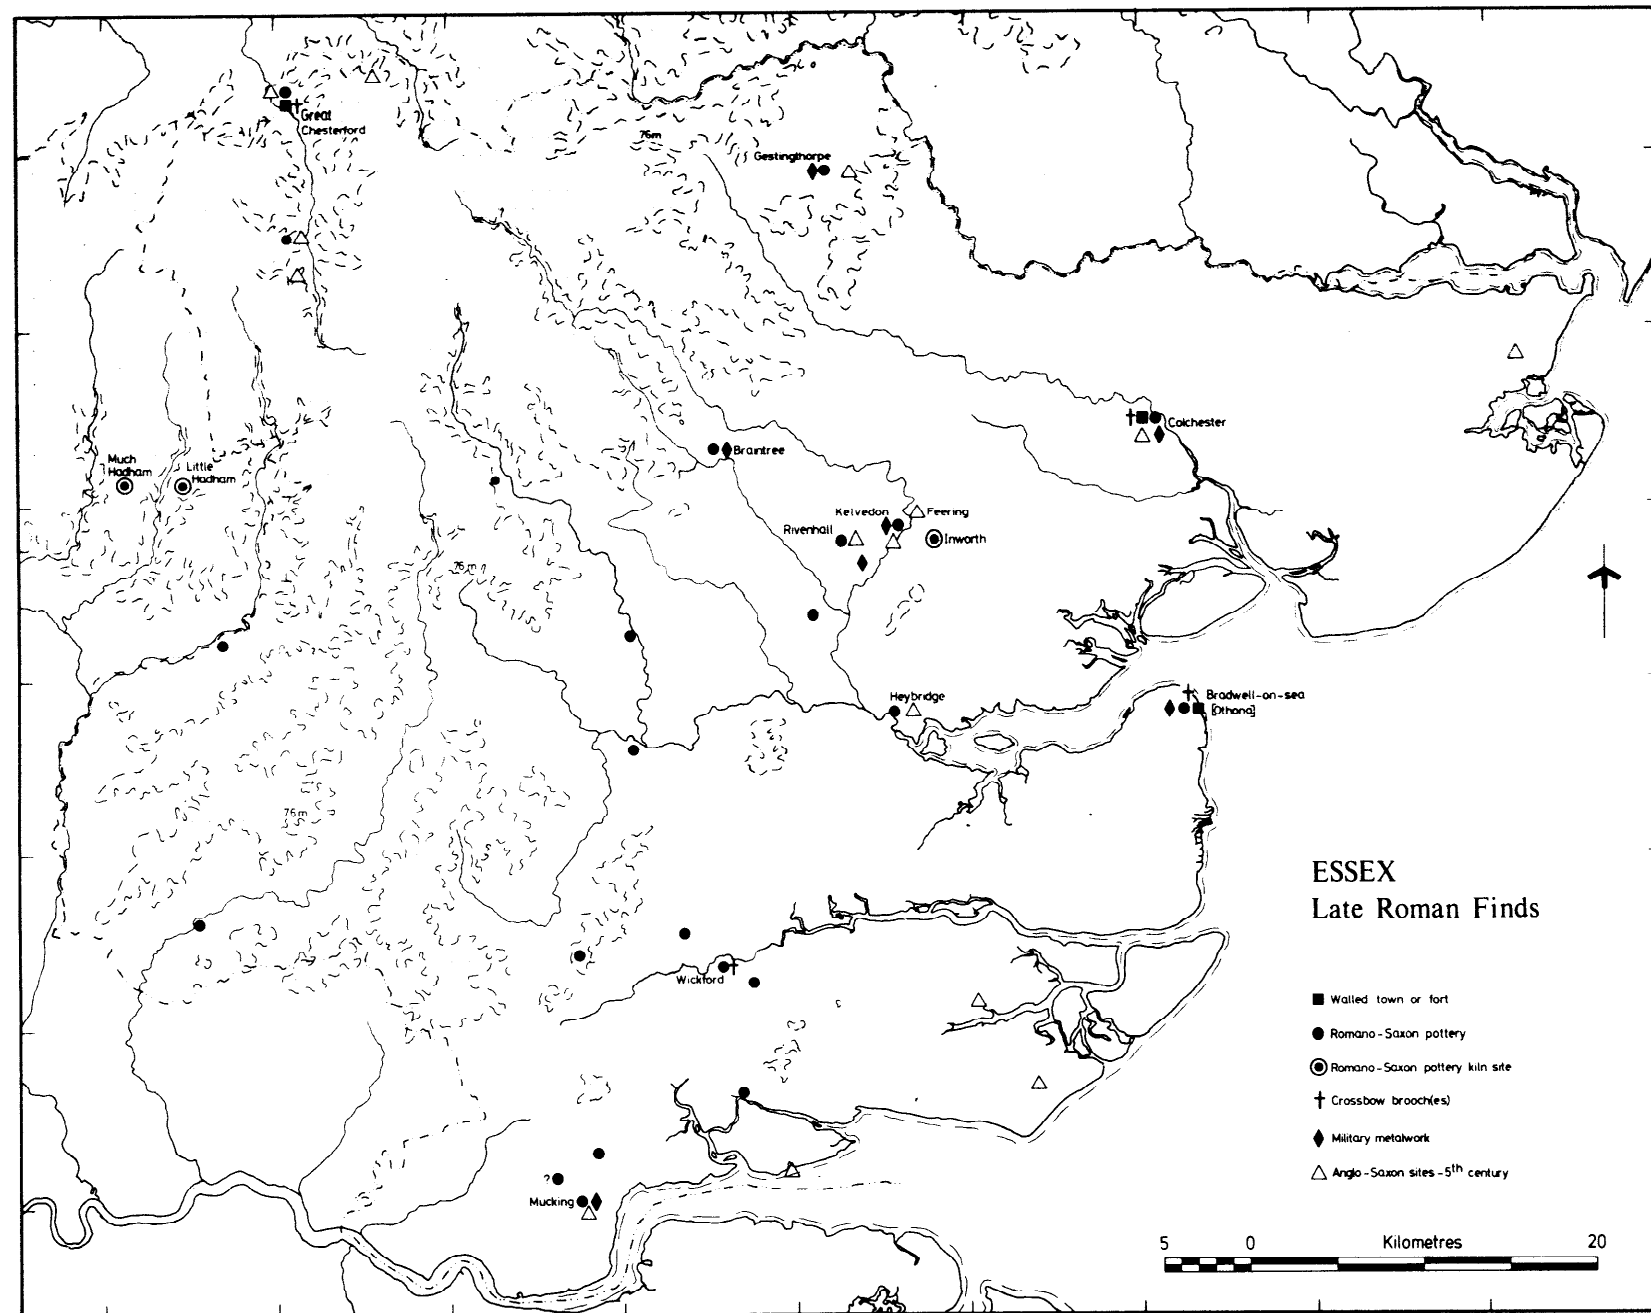 Great
Chesterford
76m
Gestingthorpe
Colchester
Braintree
Much
Hadham
Little
Hadham
Kelvedon
Feering
Rivenhall
Inworth
76m
Heybridge
Bradwell-on-sea
[Othona]
76m
ESSEX
Late Roman Finds
Wickford
Walled town or fort
Romano-Saxon pottery
Romano-Saxon pottery kiln site
Crossbow brooch(es)
Military metalwork
Anglo-Saxon sites - 5th century
?
Mucking
5 0 Kilometres 20